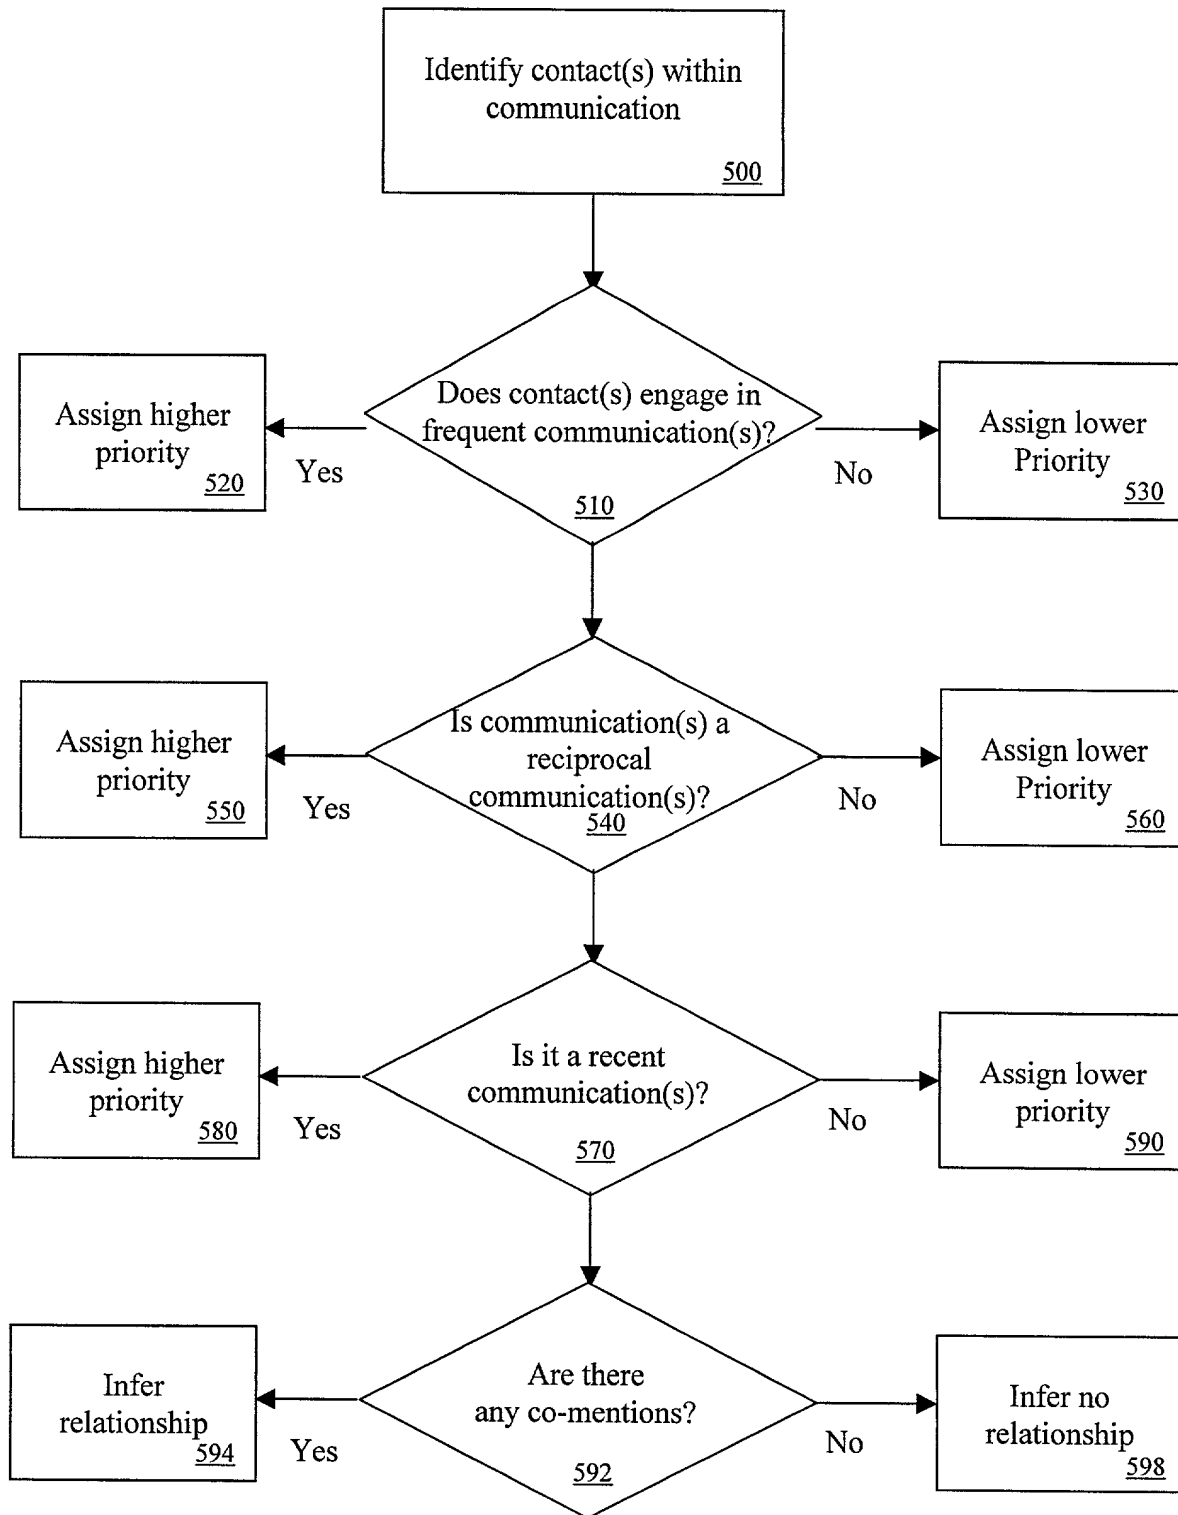 Identify contact(s) within
communication
500
Does contact(s) engage in
frequent communication(s)?
510
Assign higher
priority
520
Yes
No
Assign lower
Priority
530
Is communication(s) a
reciprocal
communication(s)?
540
Assign higher
priority
550
Yes
No
Assign lower
Priority
560
Is it a recent
communication(s)?
570
Assign higher
priority
580
Yes
No
Assign lower
priority
590
Are there
any co-mentions?
592
Infer
relationship
594
Yes
No
Infer no
relationship
598